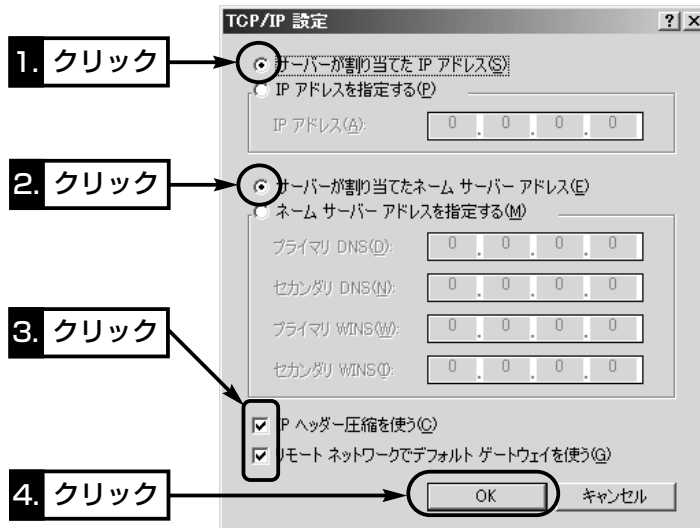 TCP/IP 設定
? ×
1. クリック
サーバーが割り当てた IP アドレス(S)
IP アドレスを指定する(P)
IP アドレス(A): 0 . 0 . 0 . 0
2. クリック
サーバーが割り当てたネーム サーバー アドレス(E)
ネーム サーバー アドレスを指定する(M)
プライマリ DNS(D): 0 . 0 . 0 . 0
セカンダリ DNS(N): 0 . 0 . 0 . 0
プライマリ WINS(W): 0 . 0 . 0 . 0
セカンダリ WINS(I): 0 . 0 . 0 . 0
3. クリック
IP ヘッダー圧縮を使う(C)
リモート ネットワークでデフォルト ゲートウェイを使う(G)
4. クリック
OK
キャンセル